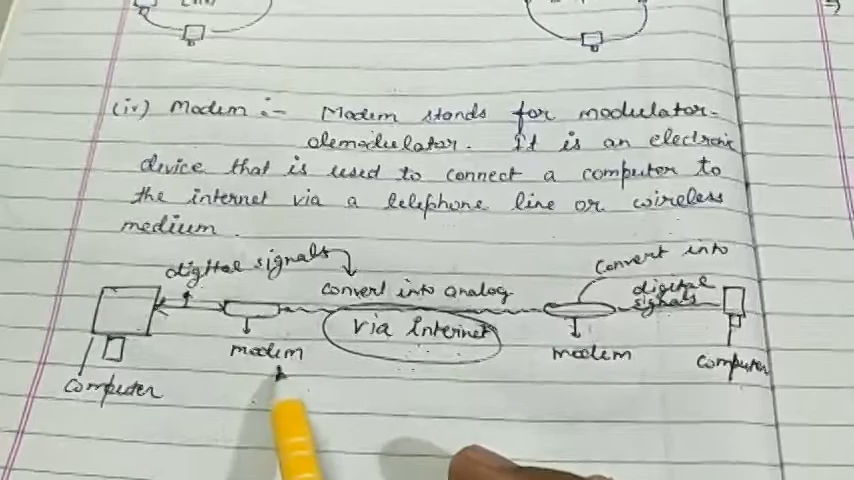 (iv) Modem :- Modem stands for modulator-
demodulator. It is an electronic
device that is used to connect a computer to
the internet via a telephone line or wireless
medium.
digital signals
convert into
convert into analog
digital
signals
via Internet
modem
modem
computer
computer